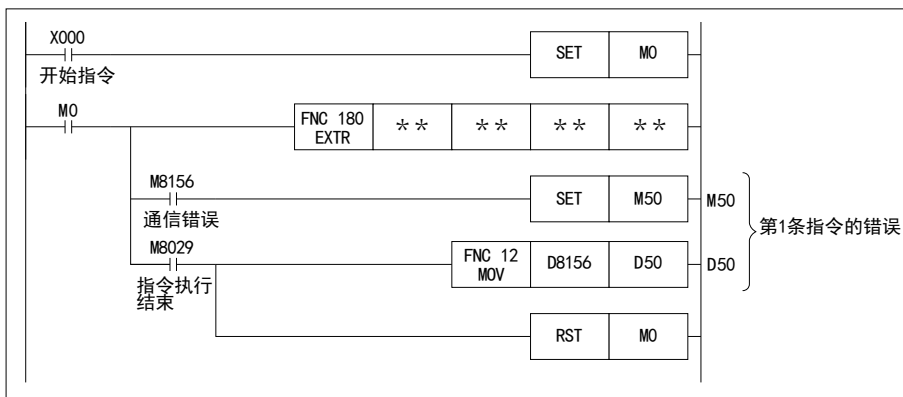 X000
SET M0
开始指令
M0
FNC 180
EXTR
** ** ** **
M8156
SET M50 M50
通信错误
第1条指令的错误
M8029
FNC 12
MOV
D8156 D50 D50
指令执行
结束
RST M0